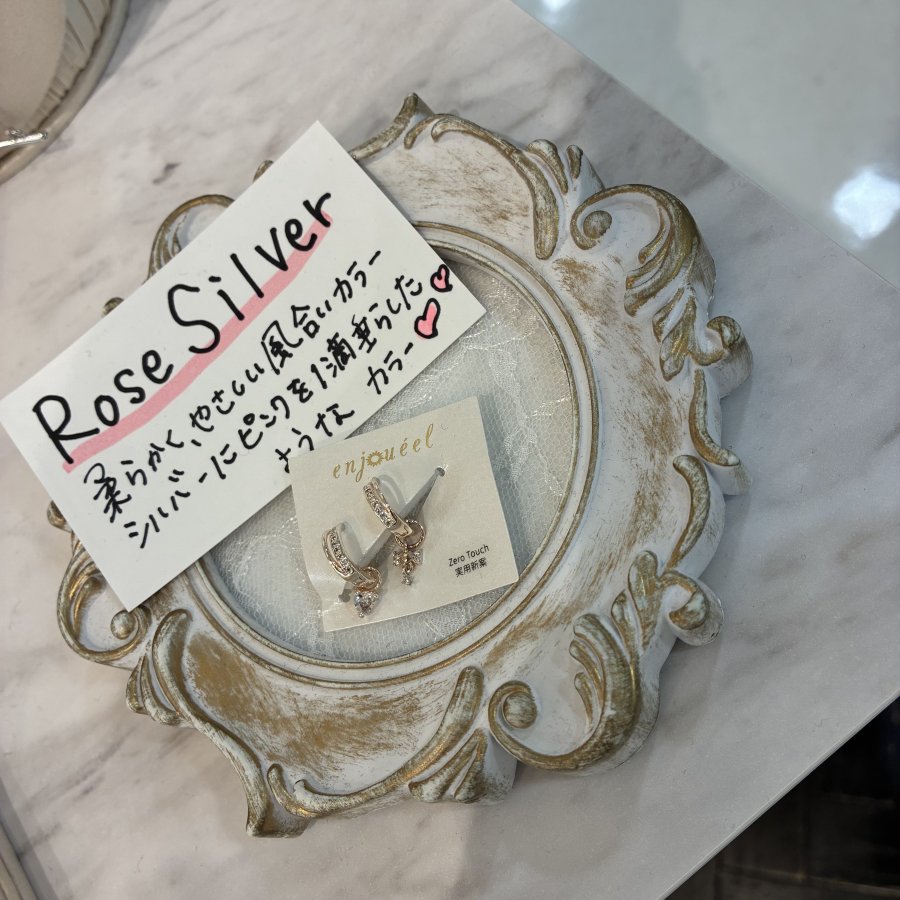 Rose Silver
柔らかく、やさしい風合いカラー
シルバーにピンクを1滴垂らした
ような カラー
enjouéel
Zero Touch
実用新案